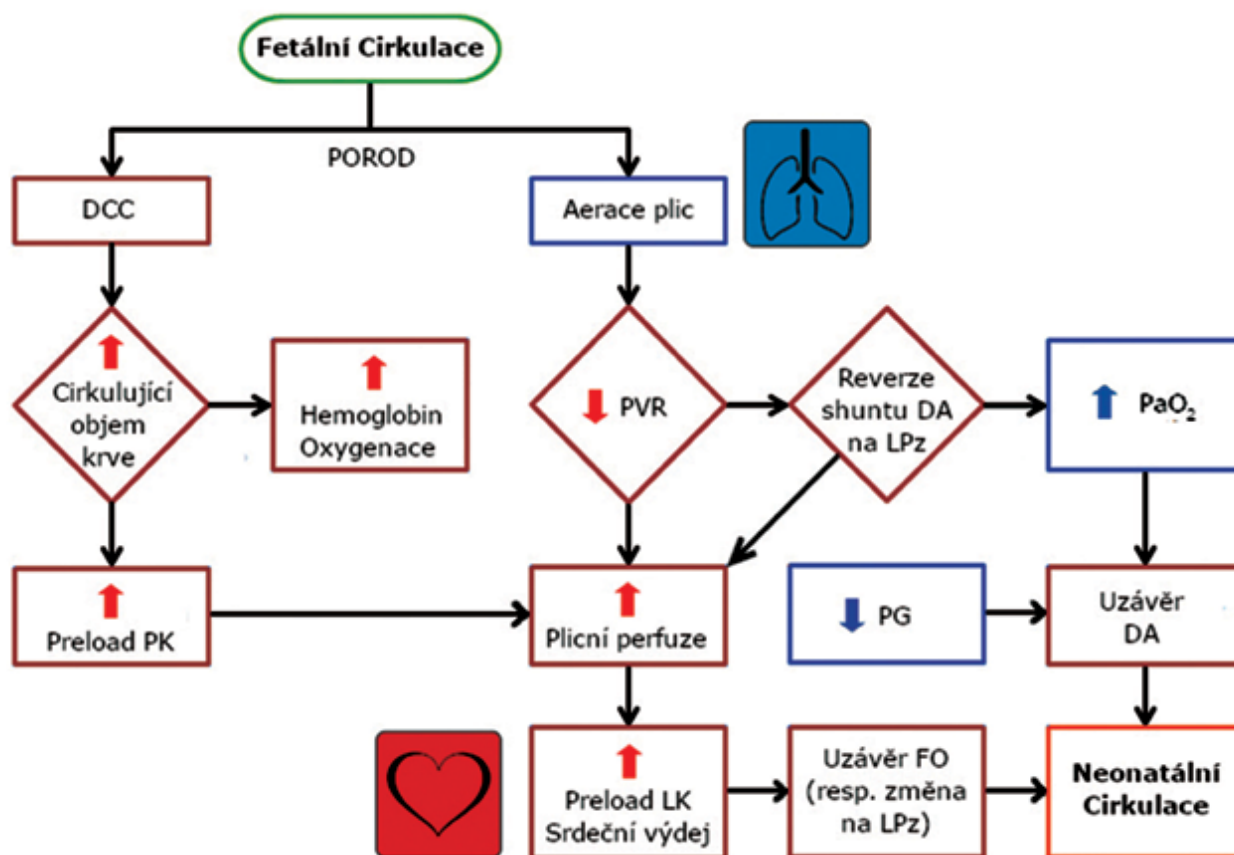 Fetální Cirkulace
POROD
DCC
Aerace plic
Cirkulující
objem
krve
Hemoglobin
Oxygenace
PVR
Reverze
shuntu DA
na LPz
PaO₂
Preload PK
Plicní perfuze
PG
Uzávěr
DA
Preload LK
Srdeční výdej
Uzávěr FO
(resp. změna
na LPz)
Neonatální
Cirkulace